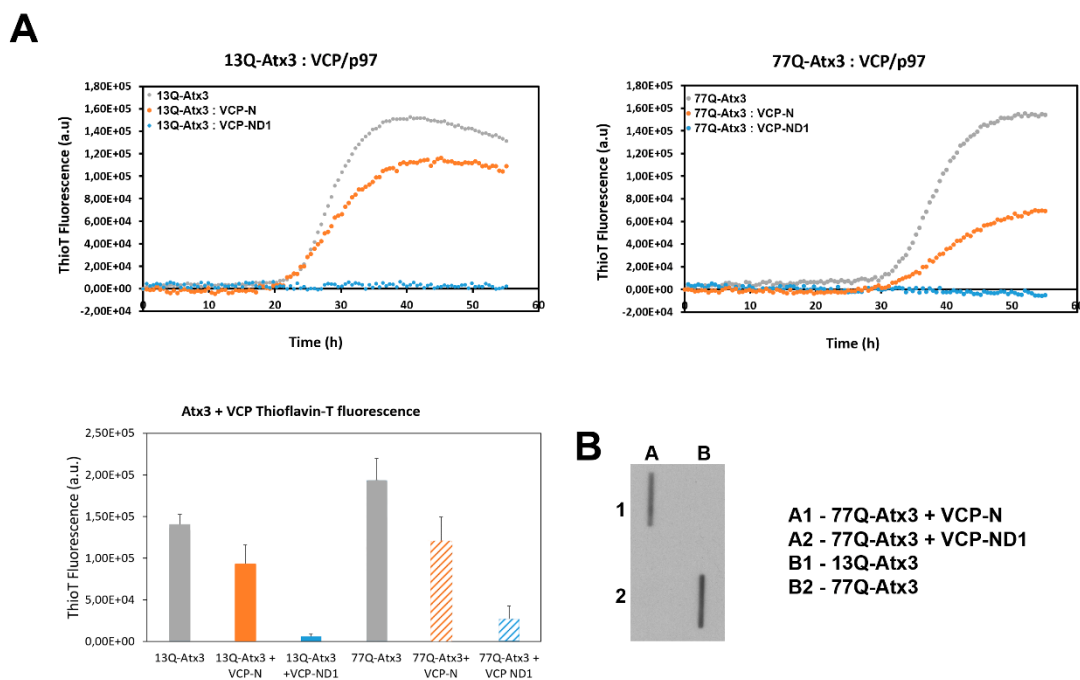 A
13Q-Atx3 : VCP/p97
ThioT Fluorescence (a.u)
1,80E+05
1,60E+05
1,40E+05
1,20E+05
1,00E+05
8,00E+04
6,00E+04
4,00E+04
2,00E+04
0,00E+00
-2,00E+04
13Q-Atx3
13Q-Atx3 : VCP-N
13Q-Atx3 : VCP-ND1
0 10 20 30 40 50 60
Time (h)
77Q-Atx3 : VCP/p97
ThioT Fluorescence (a.u)
1,80E+05
1,60E+05
1,40E+05
1,20E+05
1,00E+05
8,00E+04
6,00E+04
4,00E+04
2,00E+04
0,00E+00
-2,00E+04
77Q-Atx3
77Q-Atx3 : VCP-N
77Q-Atx3 : VCP-ND1
0 10 20 30 40 50 60
Time (h)
Atx3 + VCP Thioflavin-T fluorescence
ThioT Fluorescence (a.u.)
2,50E+05
2,00E+05
1,50E+05
1,00E+05
5,00E+04
0,00E+00
13Q-Atx3
13Q-Atx3 +
VCP-N
13Q-Atx3
+VCP-ND1
77Q-Atx3
77Q-Atx3+
VCP-N
77Q-Atx3 +
VCP ND1
B
A B
1
2
A1 - 77Q-Atx3 + VCP-N
A2 - 77Q-Atx3 + VCP-ND1
B1 - 13Q-Atx3
B2 - 77Q-Atx3